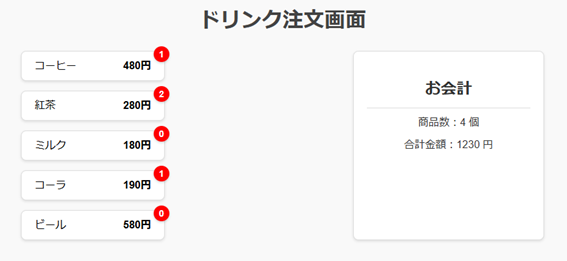 ドリンク注文画面
1
コーヒー 480円
2
紅茶 280円
0
ミルク 180円
1
コーラ 190円
0
ビール 580円
お会計
商品数：4 個
合計金額：1230 円